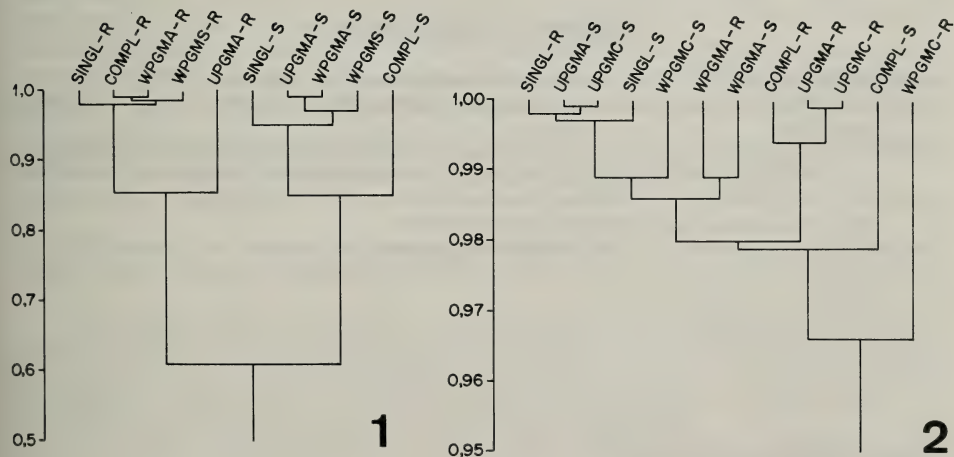 SINGL-R
COMPL-R
WPGMA-R
WPGMS-R
UPGMA-R
SINGL-S
UPGMA-S
WPGMA-S
WPGMS-S
COMPL-S
1,0
0,9
0,8
0,7
0,6
0,5
1
SINGL-R
UPGMA-S
UPGMC-S
SINGL-S
WPGMC-S
WPGMA-R
WPGMA-S
COMPL-R
UPGMA-R
UPGMC-R
COMPL-S
WPGMC-R
1,00
0,99
0,98
0,97
0,96
0,95
2